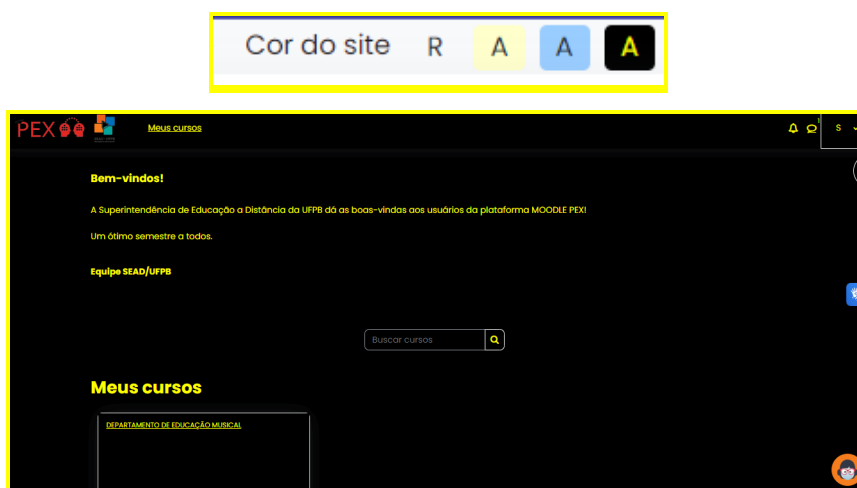 Cor do site R A A A
PEX
Meus cursos
1
S
Bem-vindos!
A Superintendência de Educação a Distância da UFPB dá as boas-vindas aos usuários da plataforma MOODLE PEX!
Um ótimo semestre a todos.
Equipe SEAD/UFPB
Buscar cursos
Meus cursos
DEPARTAMENTO DE EDUCAÇÃO MUSICAL